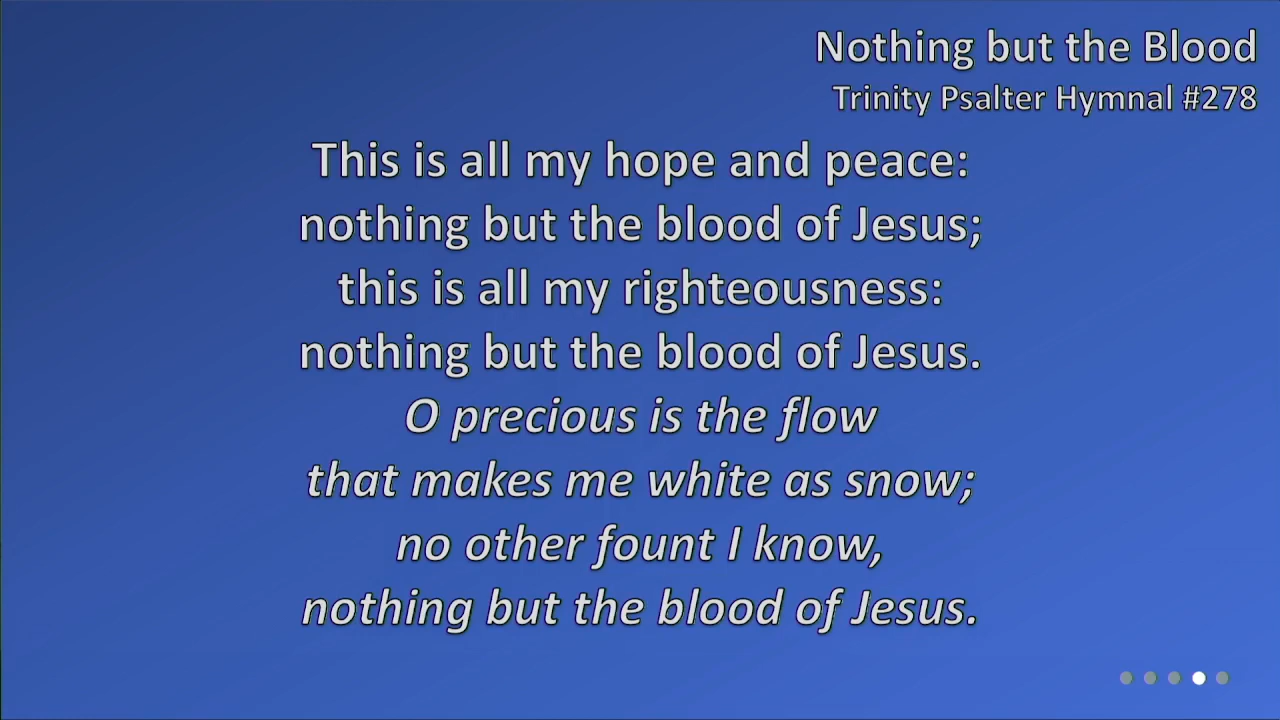 Nothing but the Blood
Trinity Psalter Hymnal #278
This is all my hope and peace:
nothing but the blood of Jesus;
this is all my righteousness:
nothing but the blood of Jesus.
O precious is the flow
that makes me white as snow;
no other fount I know,
nothing but the blood of Jesus.